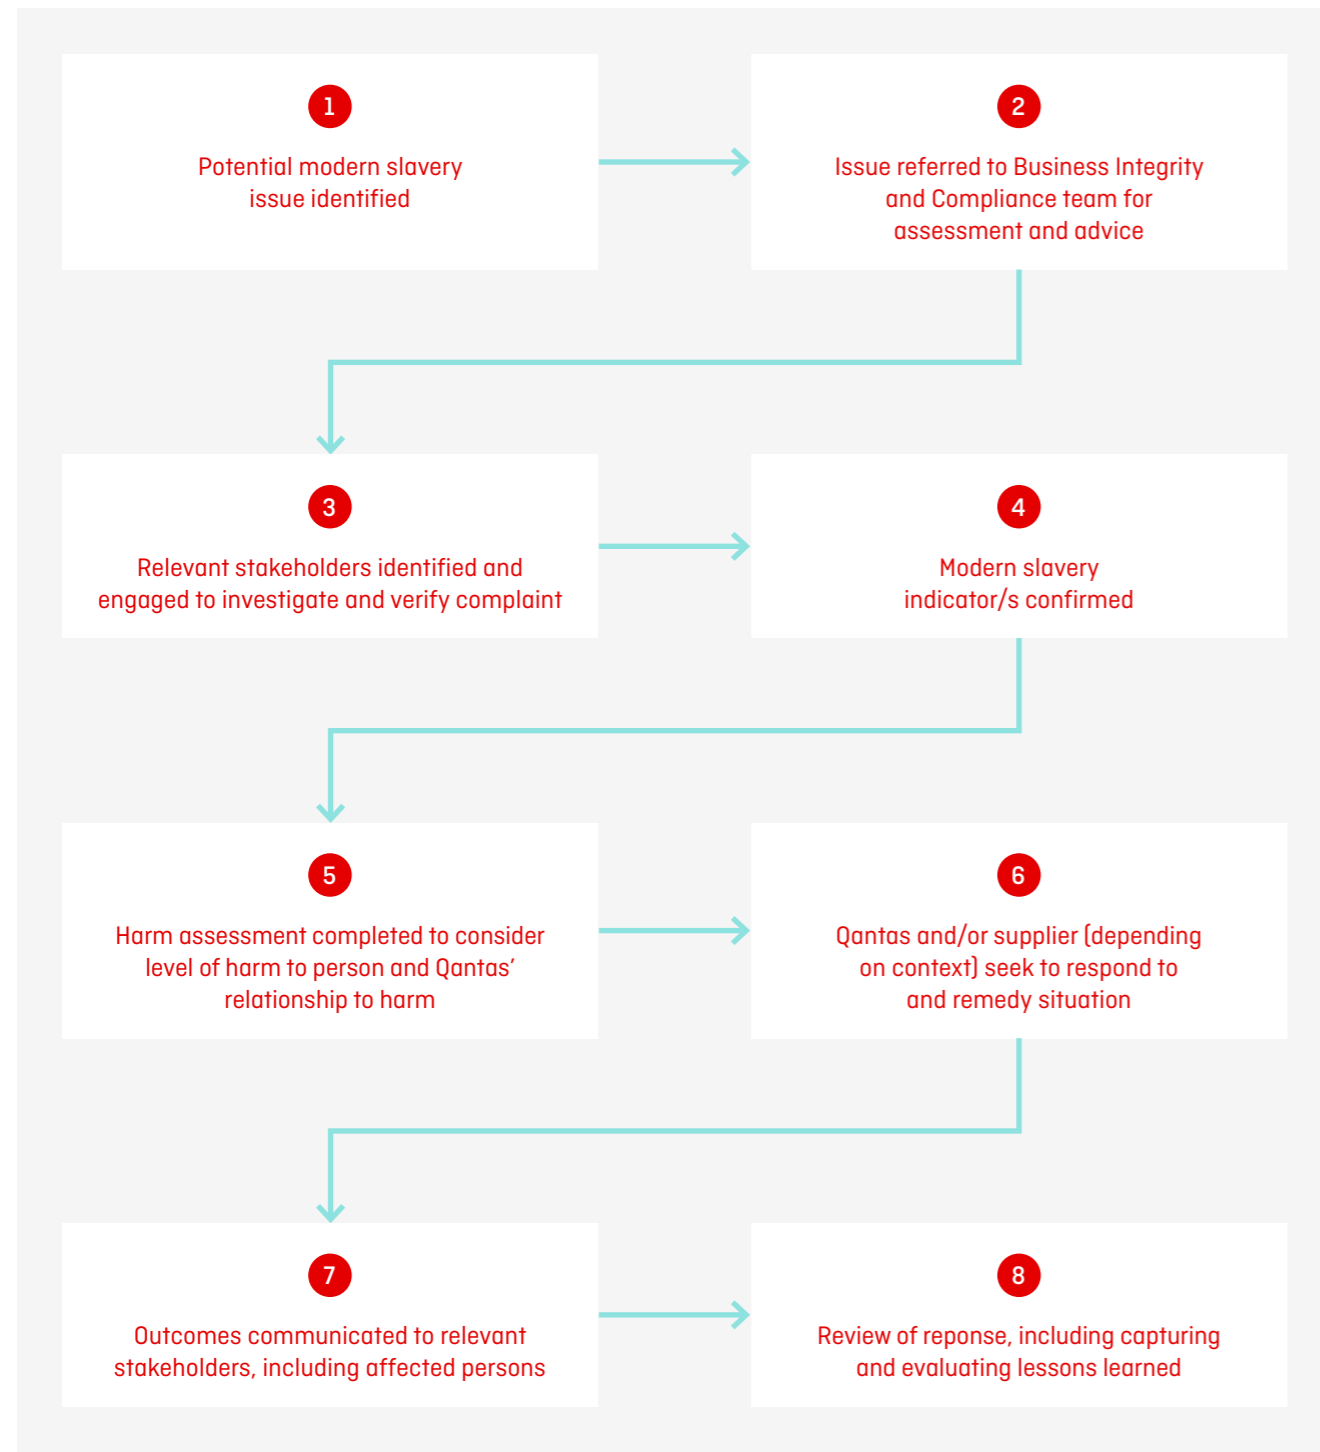 1
Potential modern slavery
issue identified
2
Issue referred to Business Integrity
and Compliance team for
assessment and advice
3
Relevant stakeholders identified and
engaged to investigate and verify complaint
4
Modern slavery
indicator/s confirmed
5
Harm assessment completed to consider
level of harm to person and Qantas’
relationship to harm
6
Qantas and/or supplier (depending
on context) seek to respond to
and remedy situation
7
Outcomes communicated to relevant
stakeholders, including affected persons
8
Review of reponse, including capturing
and evaluating lessons learned